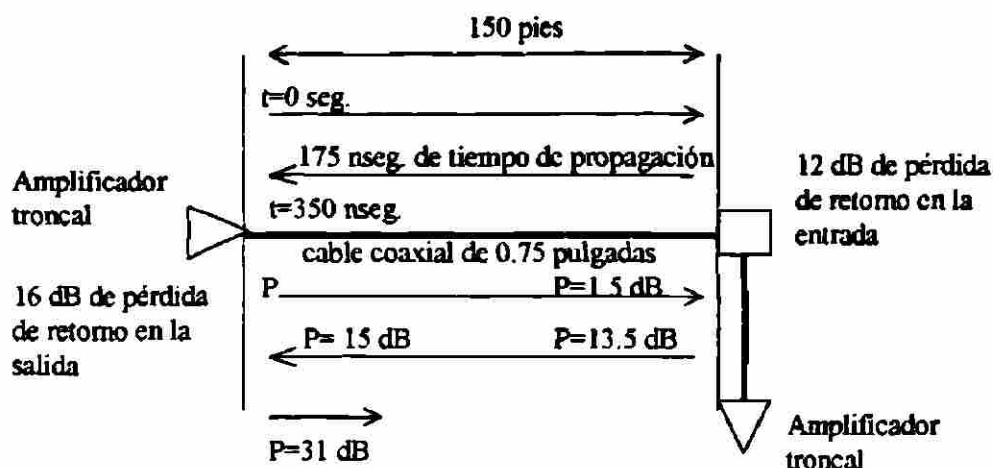 150 pies
t=0 seg.
175 nseg. de tiempo de propagación
t=350 nseg.
Amplificador
troncal
12 dB de pérdida
de retorno en la
entrada
cable coaxial de 0.75 pulgadas
16 dB de pérdida
de retorno en la
salida
P
P=1.5 dB
P= 15 dB
P=13.5 dB
P=31 dB
Amplificador
troncal